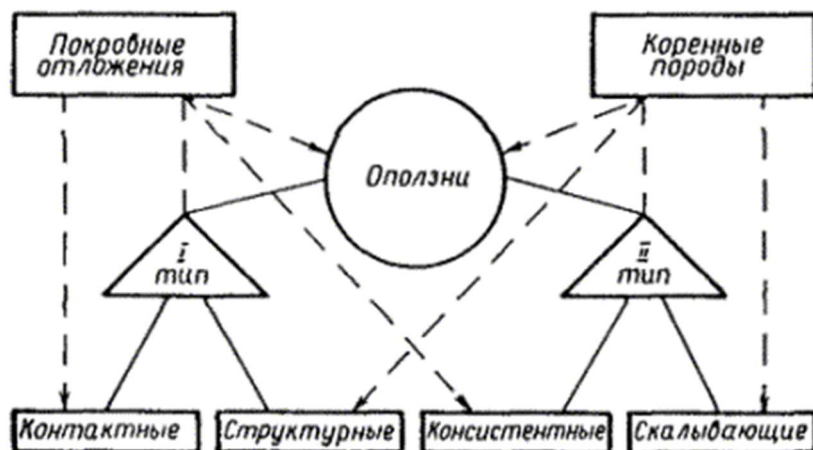 Покровные
отложения
Коренные
породы
Оползни
I
тип
II
тип
Контактные
Структурные
Консистентные
Скалывающие